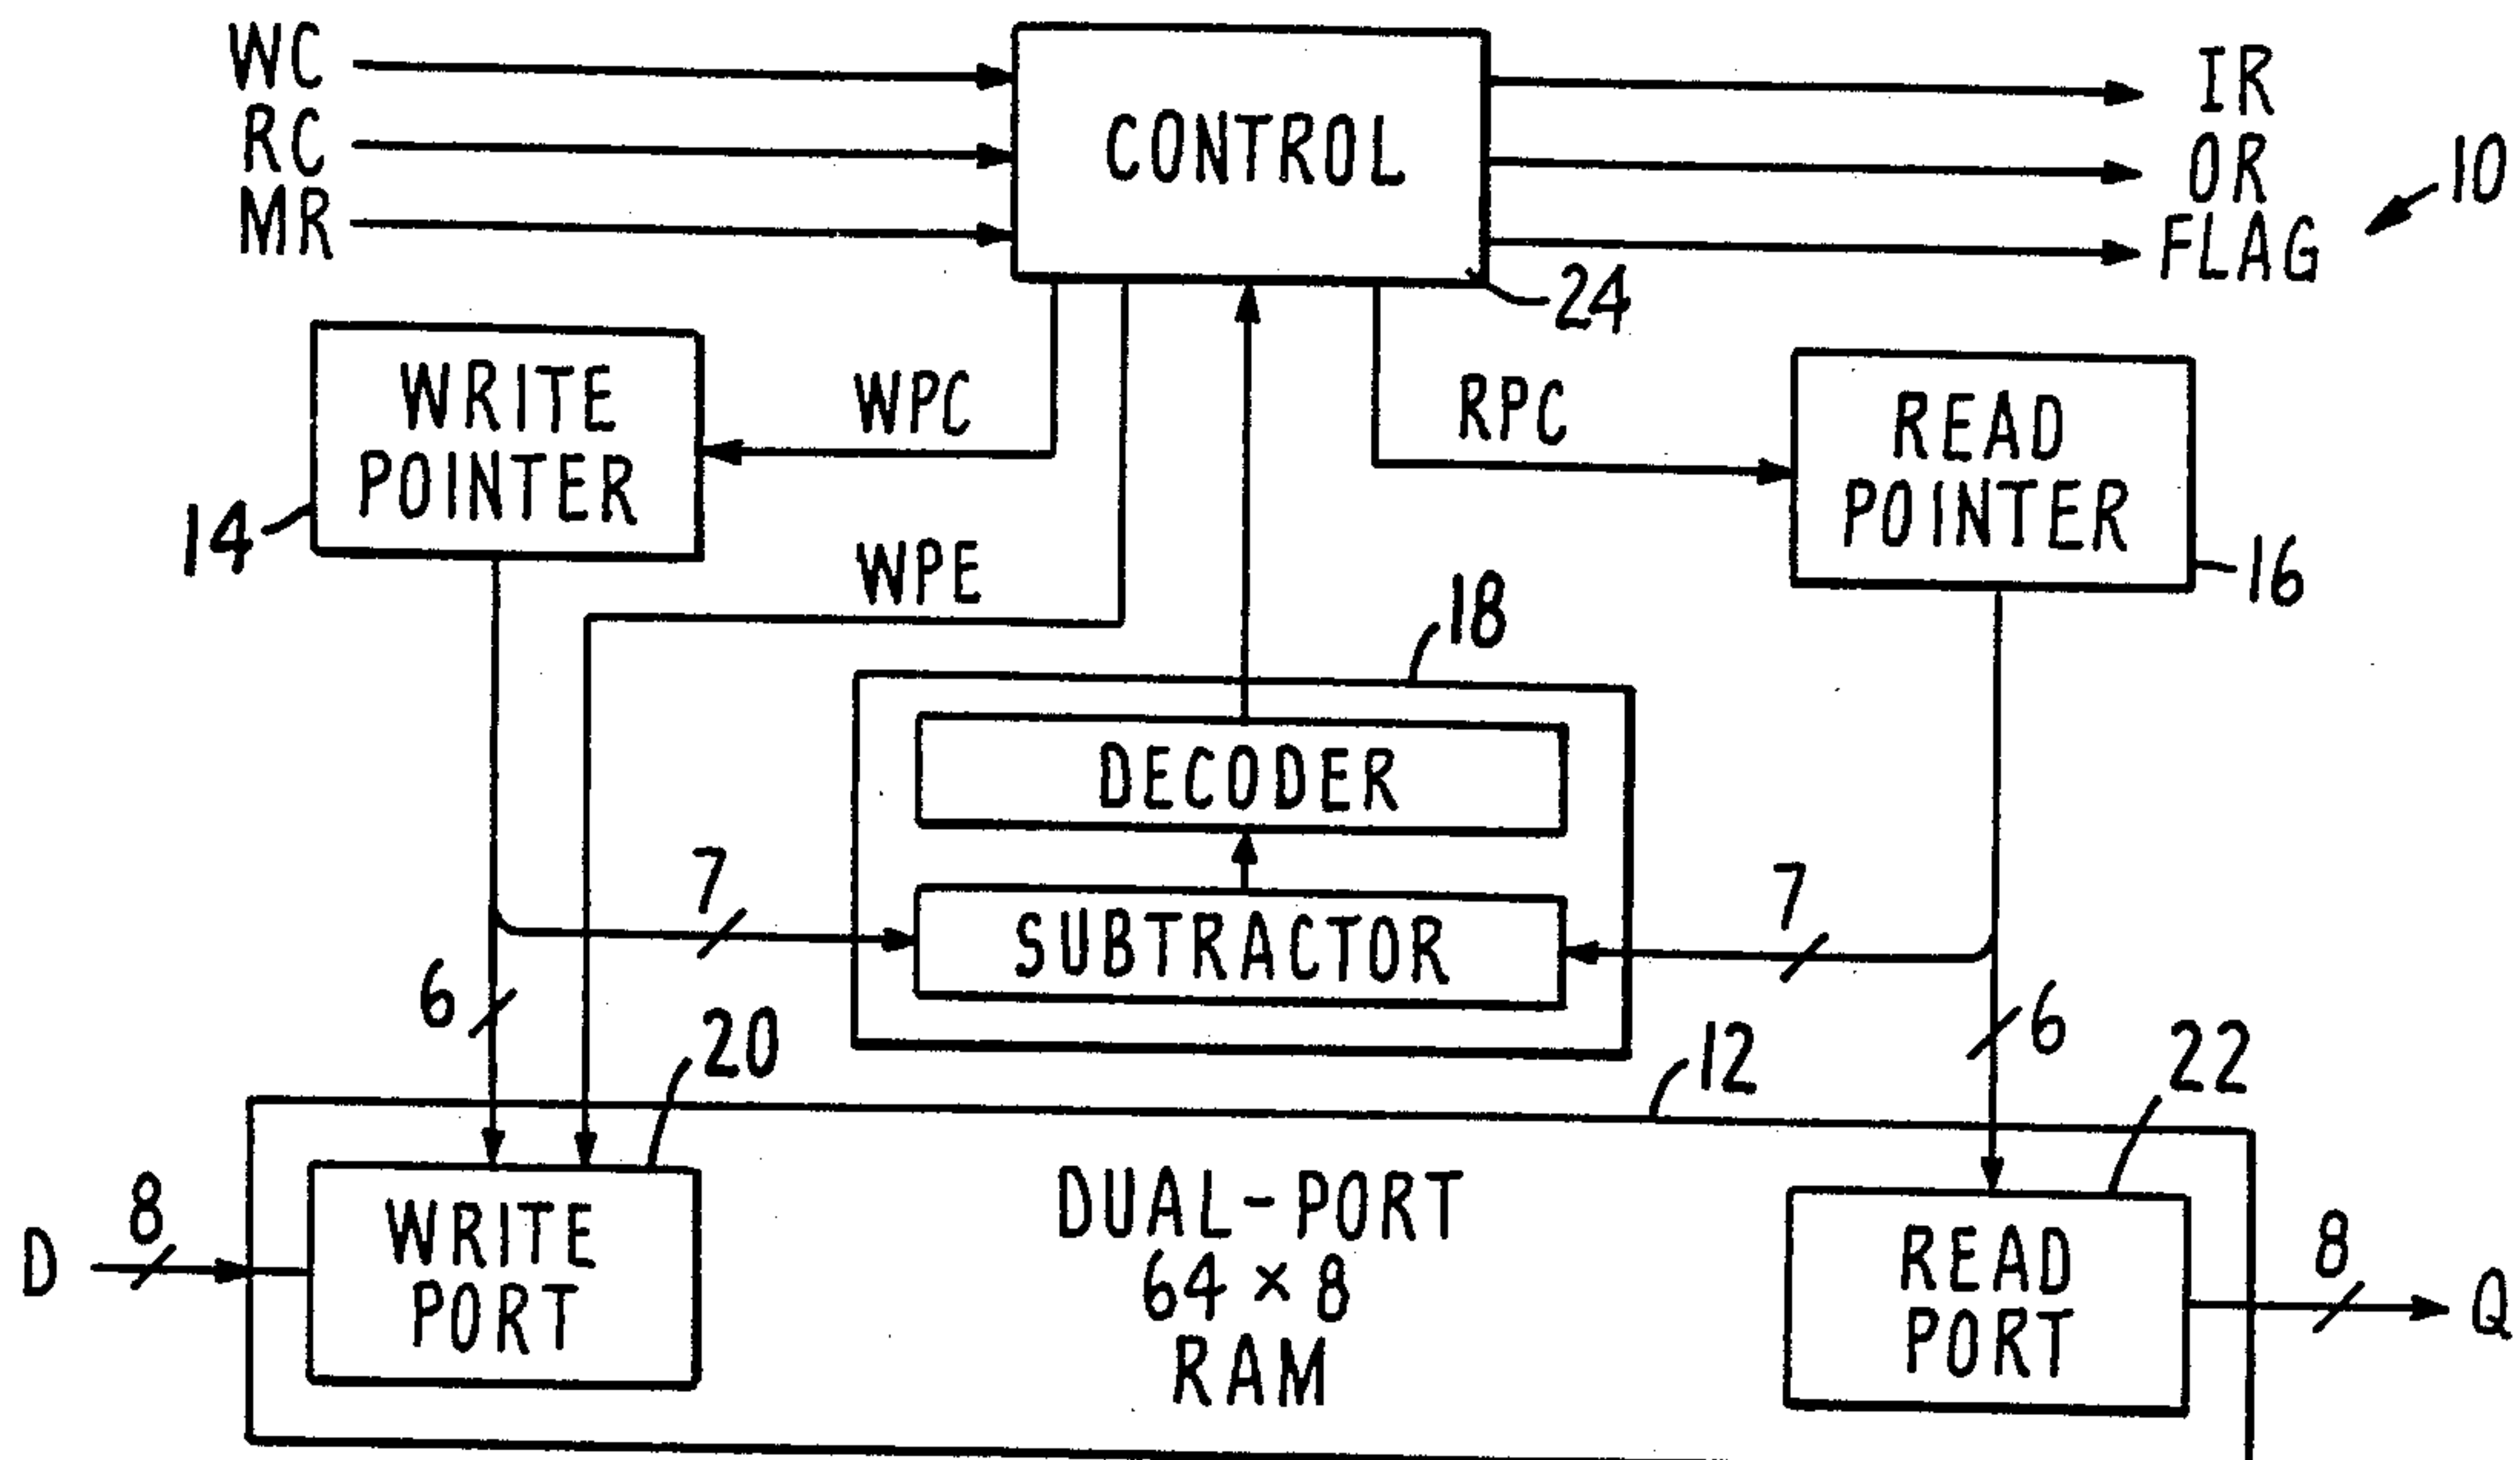 WC
RC
MR
CONTROL
IR
OR
FLAG
10
24
WRITE
POINTER
14
WPC
RPC
READ
POINTER
16
WPE
18
DECODER
7
SUBTRACTOR
7
6
20
12
6
22
D
8
WRITE
PORT
DUAL-PORT
64 × 8
RAM
READ
PORT
8
Q